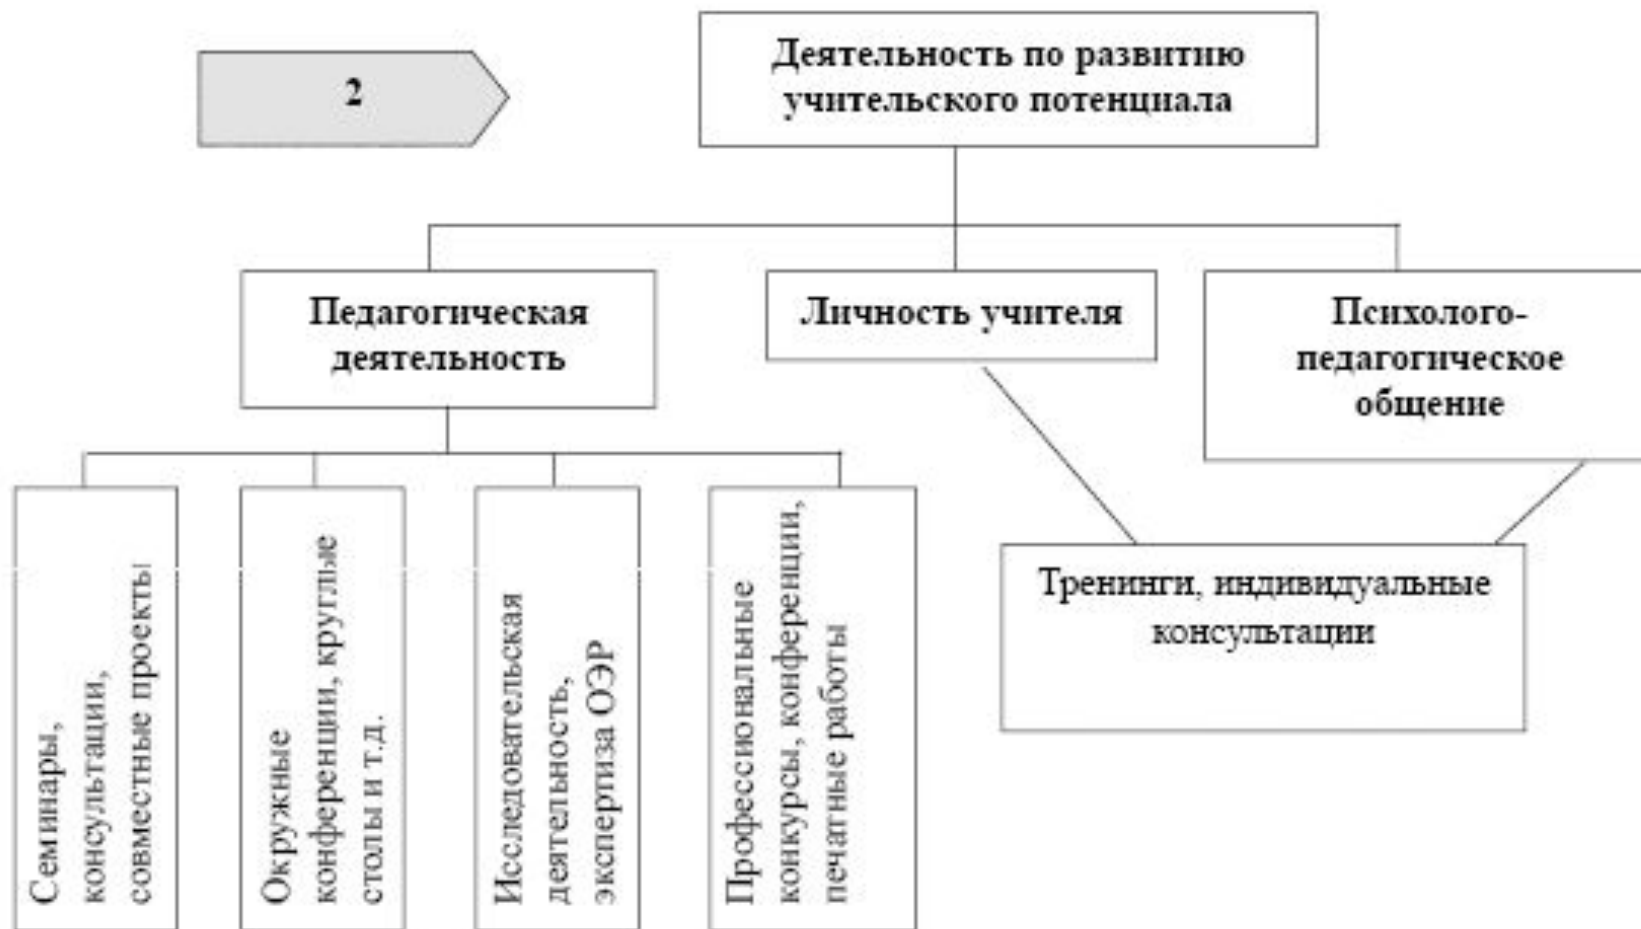 2
Деятельность по развитию
учительского потенциала
Педагогическая
деятельность
Личность учителя
Психолого-
педагогическое
общение
Семинары,
консультации,
совместные проекты
Окружные
конференции, круглые
столы и т.д.
Исследовательская
деятельность,
экспертиза ОЭР
Профессиональные
конкурсы, конференции,
печатные работы
Тренинги, индивидуальные
консультации